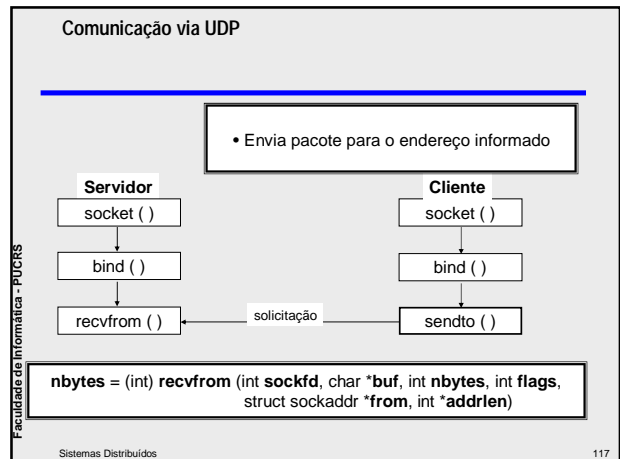 Comunicação via UDP
• Envia pacote para o endereço informado
Servidor
Cliente
socket ( )
socket ( )
bind ( )
bind ( )
recvfrom ( )
solicitação
sendto ( )
nbytes = (int) recvfrom (int sockfd, char *buf, int nbytes, int flags,
struct sockaddr *from, int *addrlen)
Faculdade de Informática - PUCRS
Sistemas Distribuídos
117